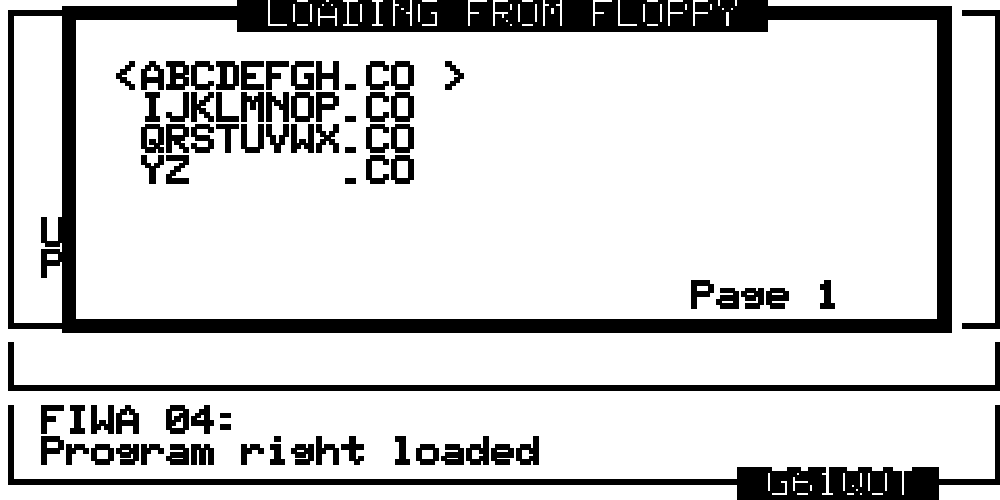 LOADING FROM FLOPPY
<ABCDEFGH.CO >
IJKLMNOP.CO
QRSTUVWX.CO
YZ      .CO
U
P
Page 1
FIWA 04:
Program right loaded